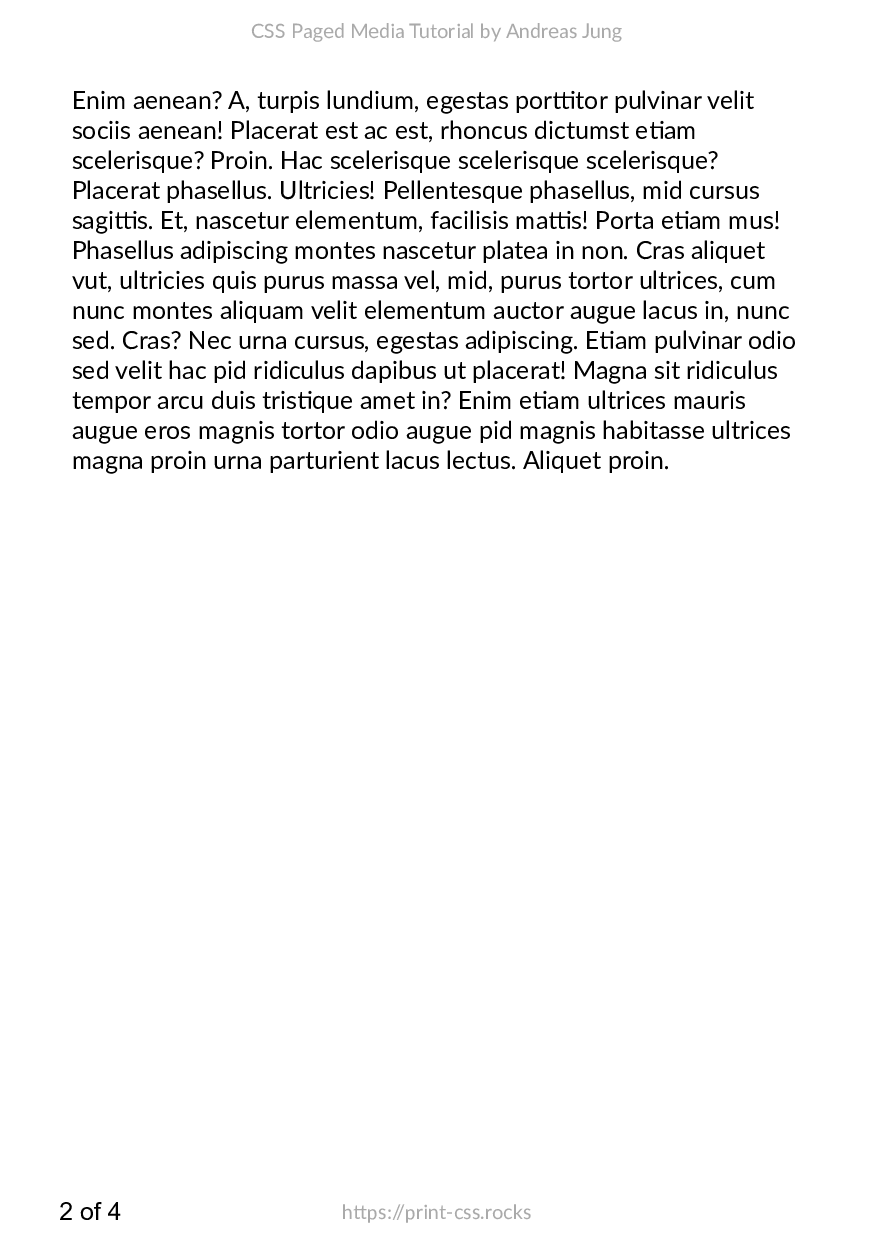 CSS Paged Media Tutorial by Andreas Jung
Enim aenean? A, turpis lundium, egestas porttitor pulvinar velit
sociis aenean! Placerat est ac est, rhoncus dictumst etiam
scelerisque? Proin. Hac scelerisque scelerisque scelerisque?
Placerat phasellus. Ultricies! Pellentesque phasellus, mid cursus
sagittis. Et, nascetur elementum, facilisis mattis! Porta etiam mus!
Phasellus adipiscing montes nascetur platea in non. Cras aliquet
vut, ultricies quis purus massa vel, mid, purus tortor ultrices, cum
nunc montes aliquam velit elementum auctor augue lacus in, nunc
sed. Cras? Nec urna cursus, egestas adipiscing. Etiam pulvinar odio
sed velit hac pid ridiculus dapibus ut placerat! Magna sit ridiculus
tempor arcu duis tristique amet in? Enim etiam ultrices mauris
augue eros magnis tortor odio augue pid magnis habitasse ultrices
magna proin urna parturient lacus lectus. Aliquet proin.
2 of 4
https://print-css.rocks